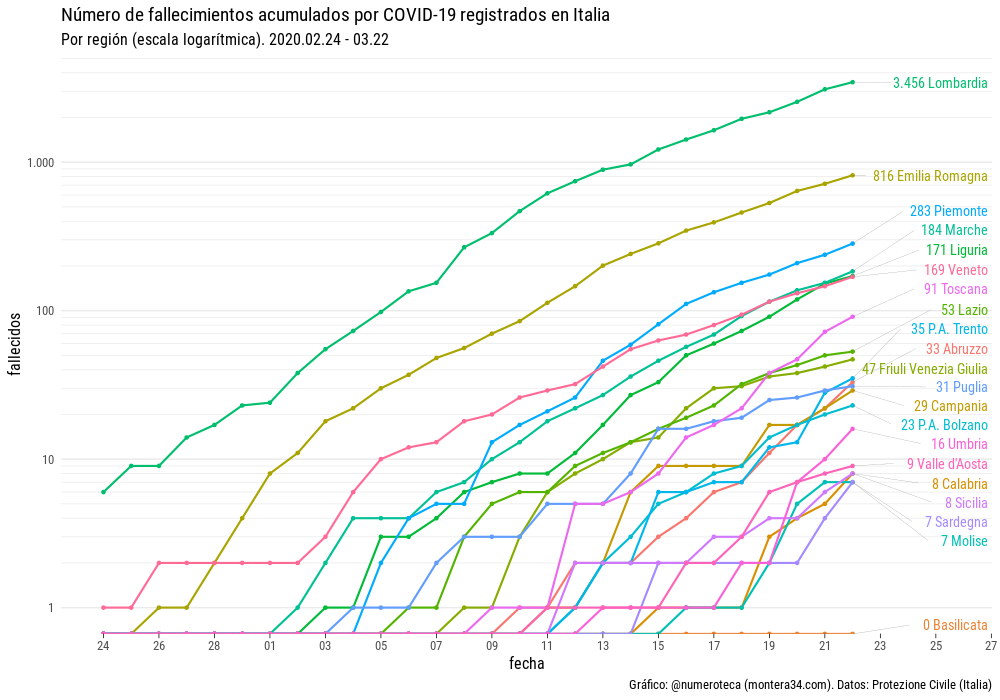 Número de fallecimientos acumulados por COVID-19 registrados en Italia
Por región (escala logarítmica). 2020.02.24 - 03.22
3.456 Lombardia
1.000
816 Emilia Romagna
283 Piemonte
184 Marche
171 Liguria
169 Veneto
91 Toscana
100
53 Lazio
35 P.A. Trento
fallecidos
33 Abruzzo
47 Friuli Venezia Giulia
31 Puglia
29 Campania
23 P.A. Bolzano
16 Umbria
10
9 Valle d'Aosta
8 Calabria
8 Sicilia
7 Sardegna
7 Molise
1
0 Basilicata
24 26 28 01 03 05 07 09 11 13 15 17 19 21 23 25 27
fecha
Gráfico: @numeroteca (montera34.com). Datos: Protezione Civile (Italia)